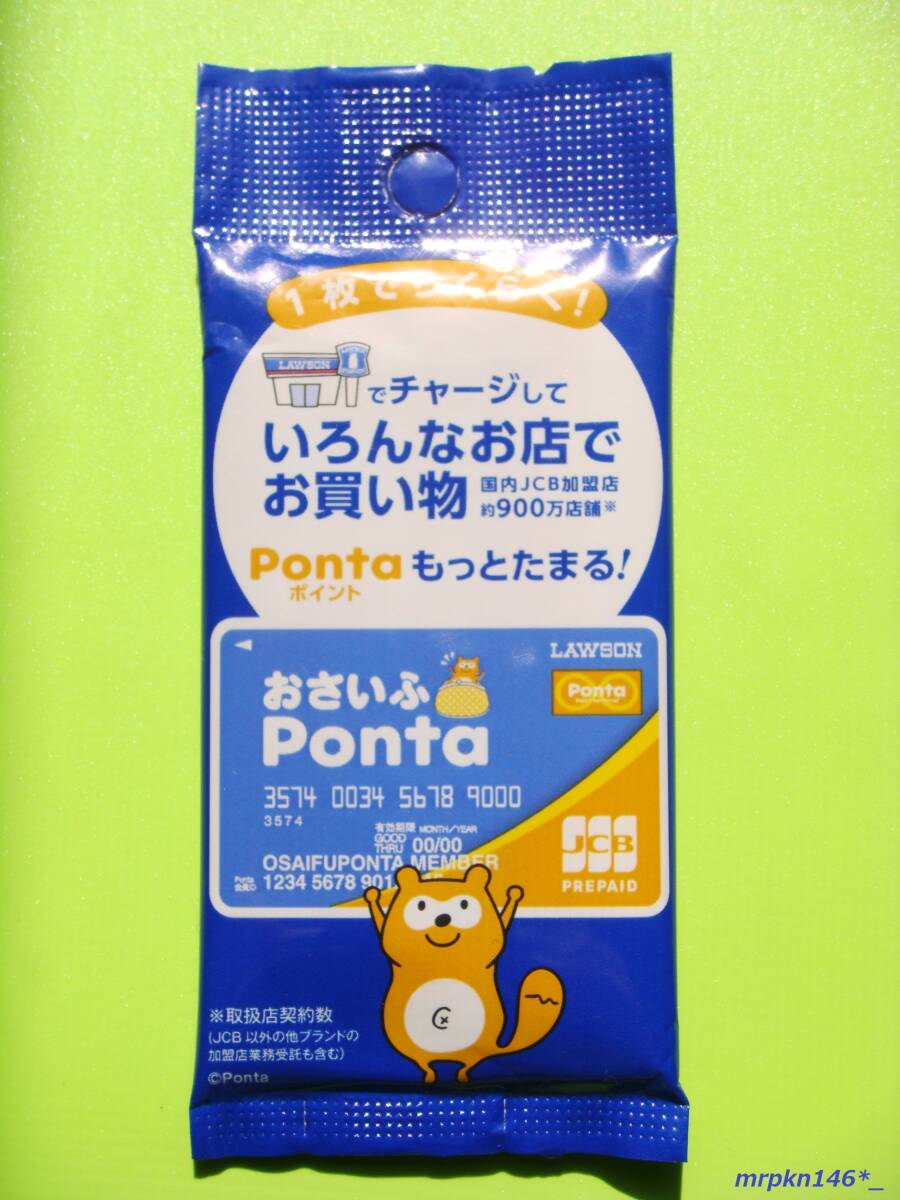 1枚でつくらく!
LAWSON
でチャージして
いろんなお店で
お買い物 国内JCB加盟店
約900万店舗※
Ponta もっとたまる!
ポイント
LAWSON
おさいふ
Ponta
Ponta
3574 0034 5678 9000
3574
有効期限 MONTH/YEAR
GOOD THRU 00/00
OSAIFUPONTA MEMBER
Ponta会員ID 1234 5678 901
JCB
PREPAID
※取扱店契約数
(JCB以外の他ブランドの
加盟店業務受託も含む)
©Ponta
mrpkn146*_